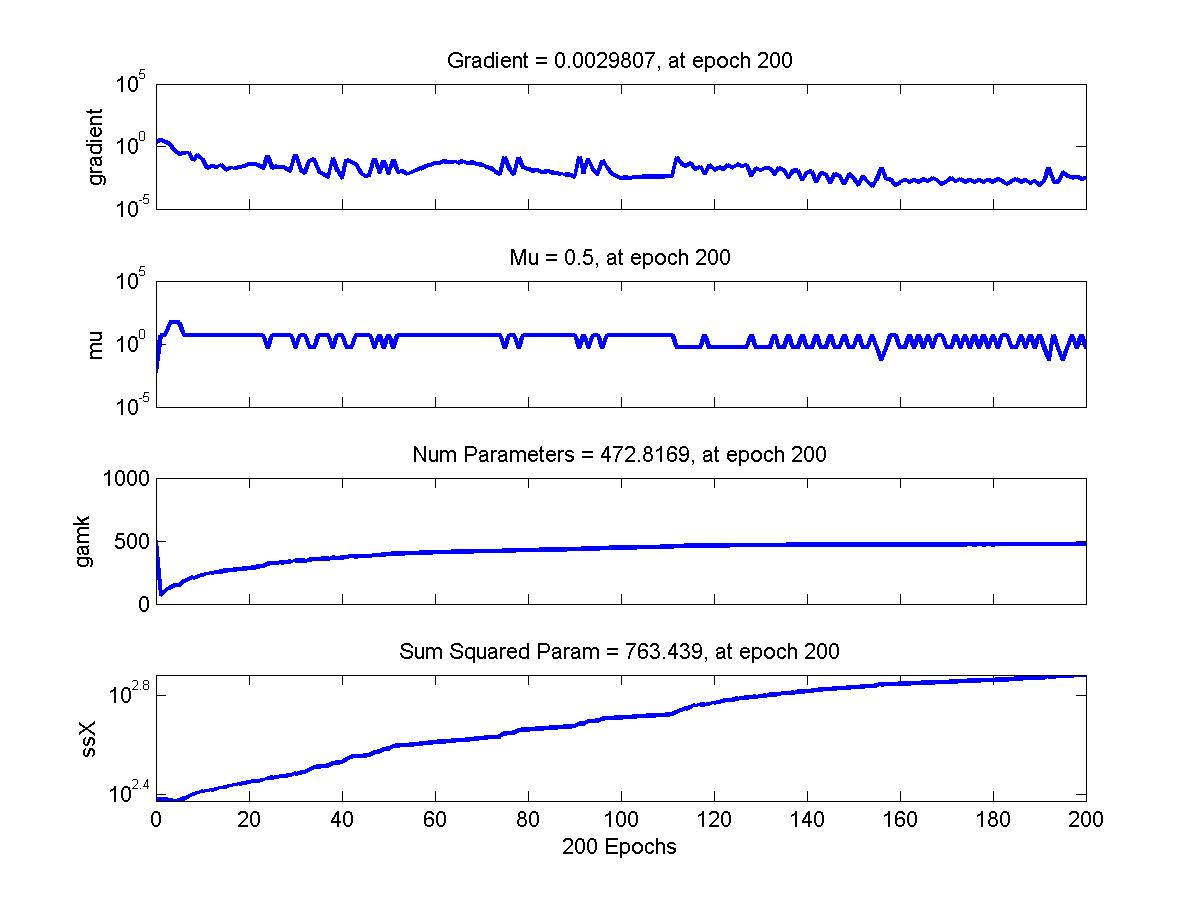 Gradient = 0.0029807, at epoch 200
10^5
10^0
10^-5
gradient
Mu = 0.5, at epoch 200
10^5
10^0
10^-5
mu
Num Parameters = 472.8169, at epoch 200
1000
500
0
gamk
Sum Squared Param = 763.439, at epoch 200
10^2.8
10^2.4
ssX
0 20 40 60 80 100 120 140 160 180 200
200 Epochs